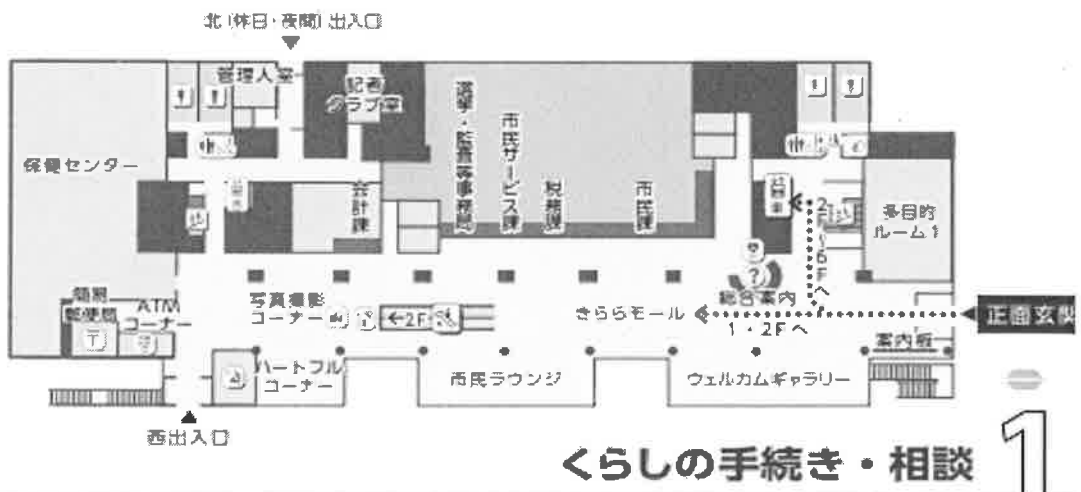 北(休日・夜間)出入口
管理人室
記者
クラブ室
選挙・監査等事務局
市民サービス課
税務課
市民課
会計課
保健センター
多目的
ルーム1
2F~6Fへ
簡易
郵便局
ATM
コーナー
写真撮影
コーナー
←2F
きららモール
総合案内
1・2Fへ
正面玄関
案内板
ハートフル
コーナー
市民ラウンジ
ウェルカムギャラリー
西出入口
くらしの手続き・相談
1